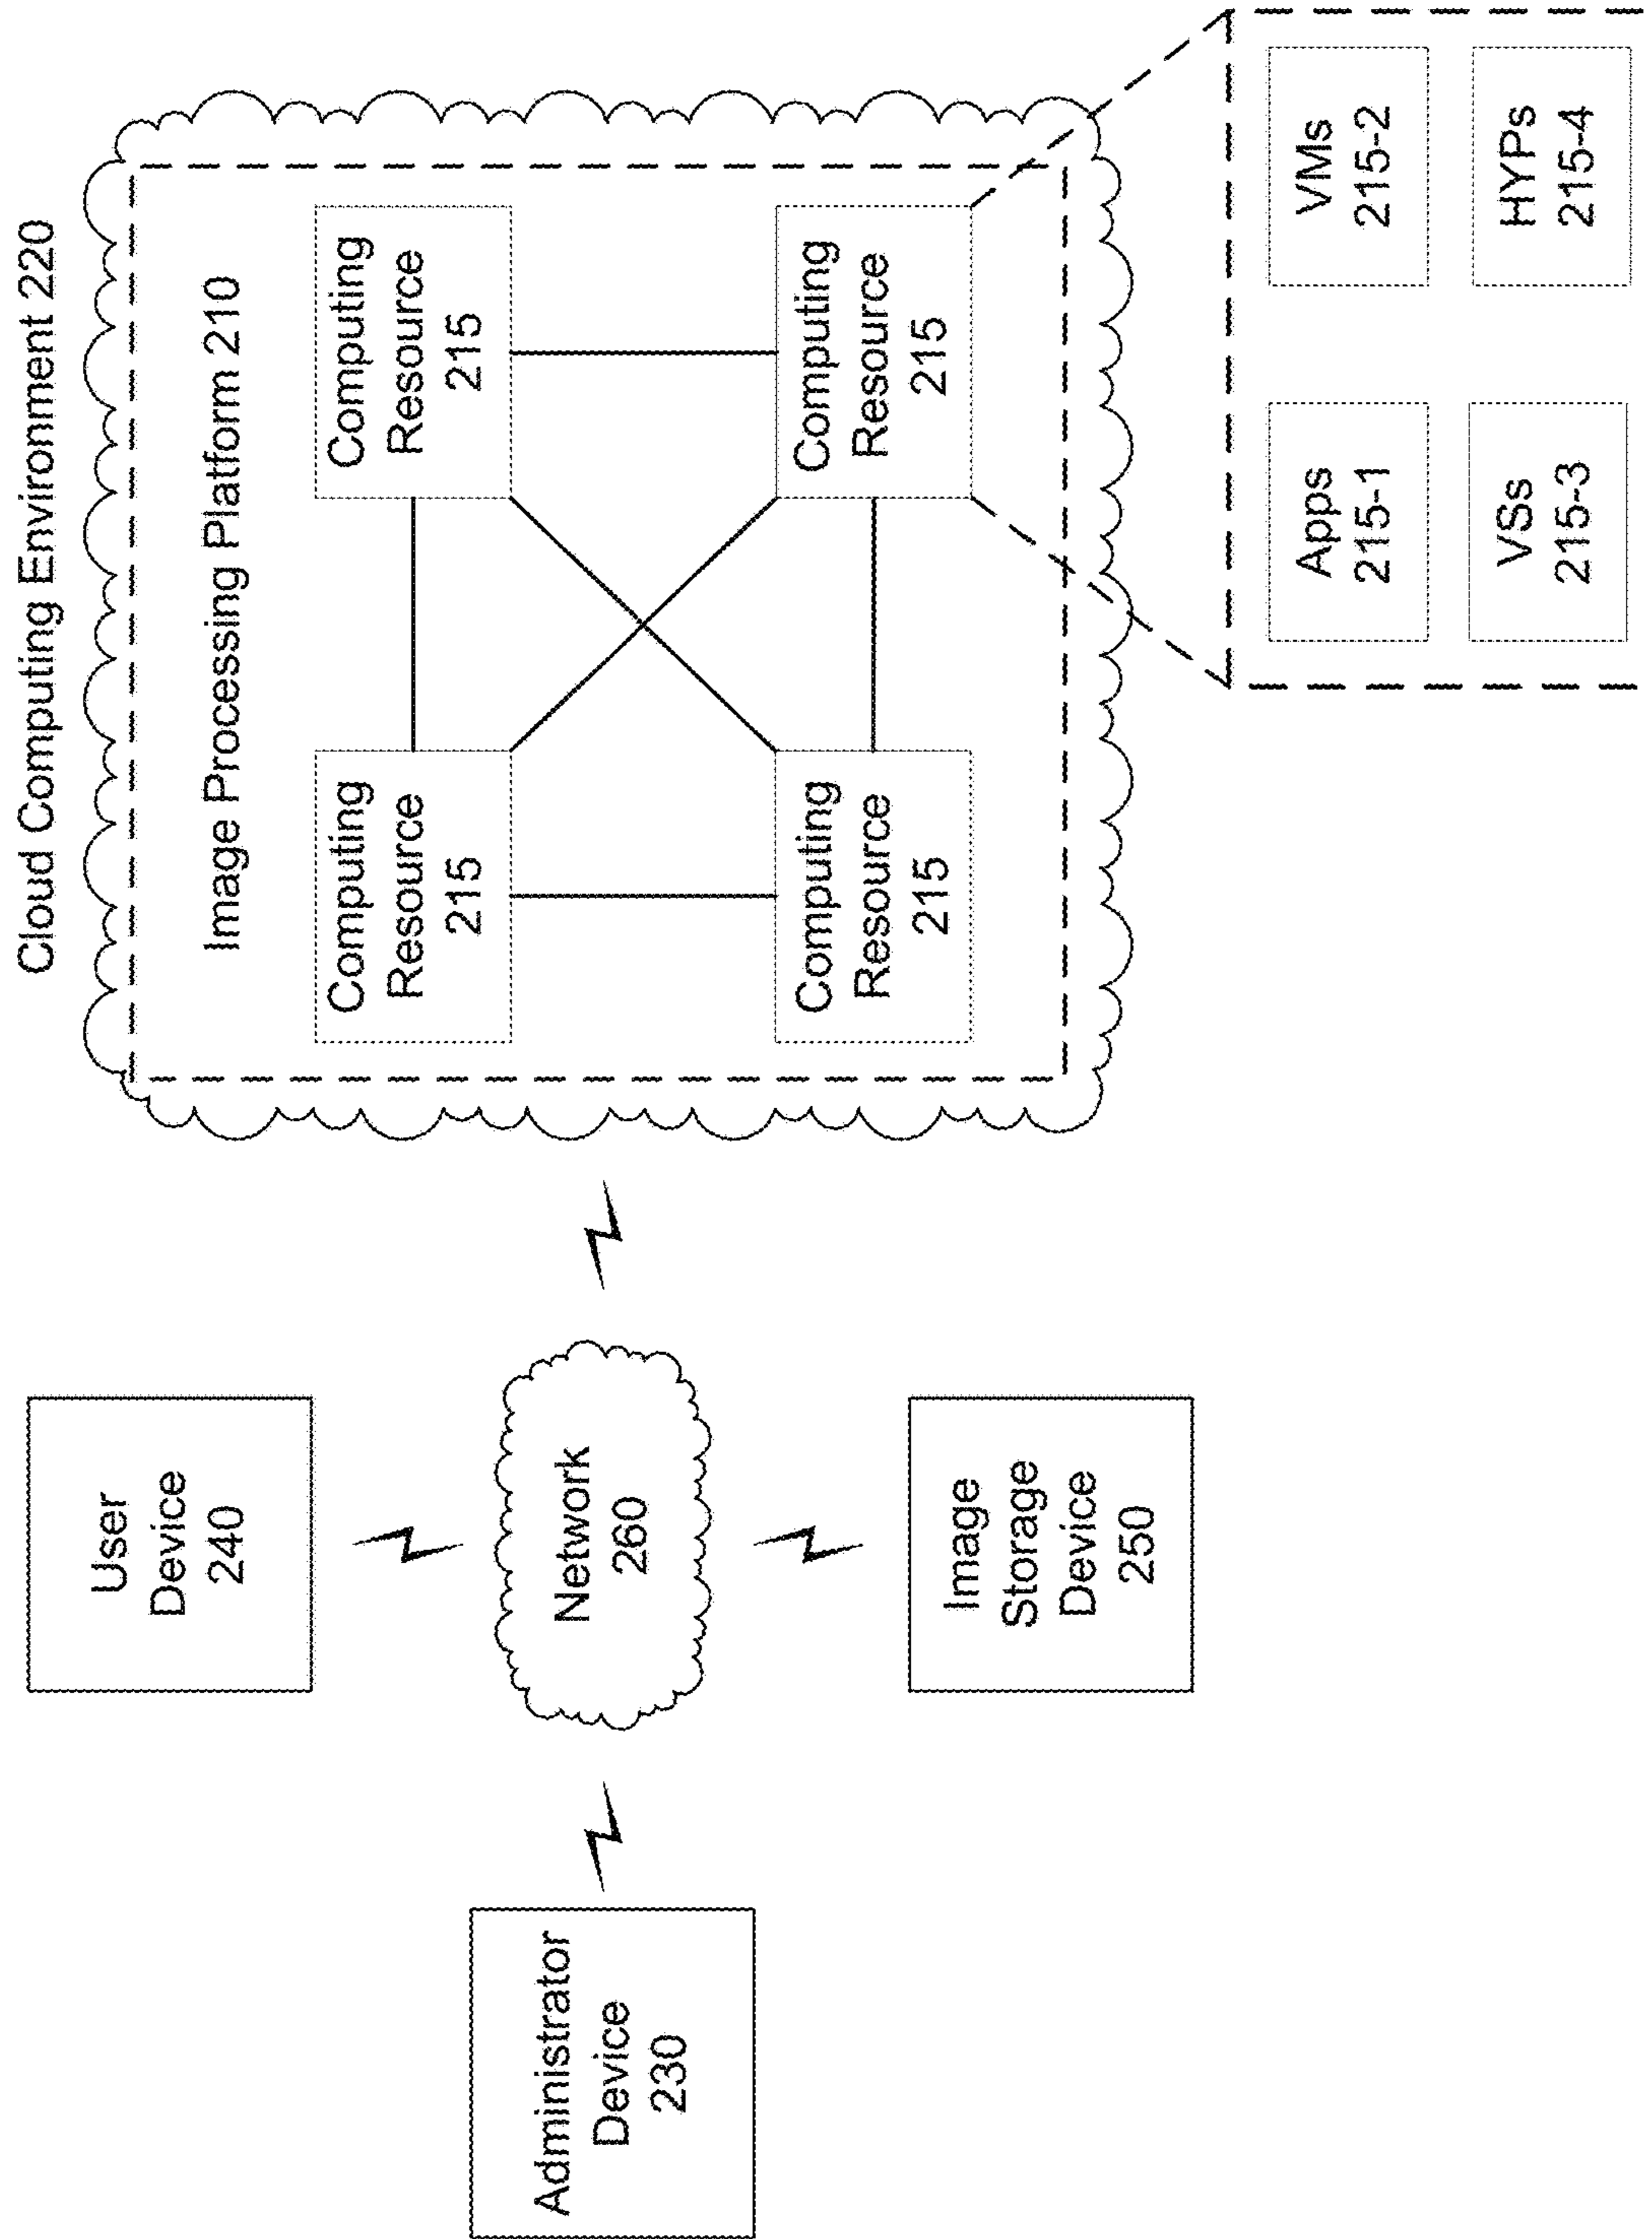 Cloud Computing Environment 220
Image Processing Platform 210
Computing
Resource
215
Computing
Resource
215
Computing
Resource
215
Computing
Resource
215
User
Device
240
Administrator
Device
230
Network
260
Image
Storage
Device
250
Apps
215-1
VMs
215-2
VSs
215-3
HYPs
215-4